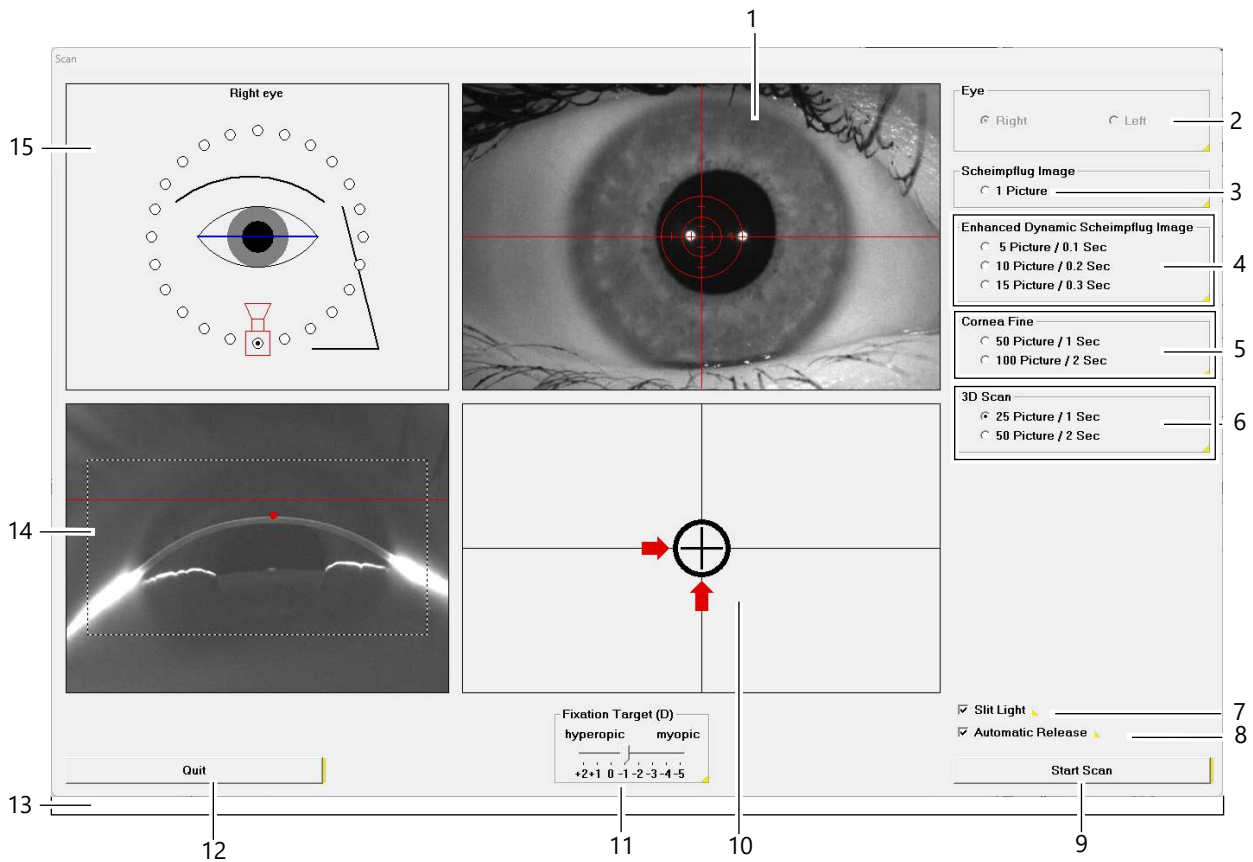 1
Scan
Right eye
15
Eye
Right
Left
2
Scheimpflug Image
1 Picture
3
Enhanced Dynamic Scheimpflug Image
5 Picture / 0.1 Sec
10 Picture / 0.2 Sec
15 Picture / 0.3 Sec
4
Cornea Fine
50 Picture / 1 Sec
100 Picture / 2 Sec
5
3D Scan
25 Picture / 1 Sec
50 Picture / 2 Sec
6
14
Slit Light
7
Automatic Release
8
Fixation Target (D)
hyperopic myopic
+2 +1 0 -1 -2 -3 -4 -5
Quit
Start Scan
13
12
11
10
9